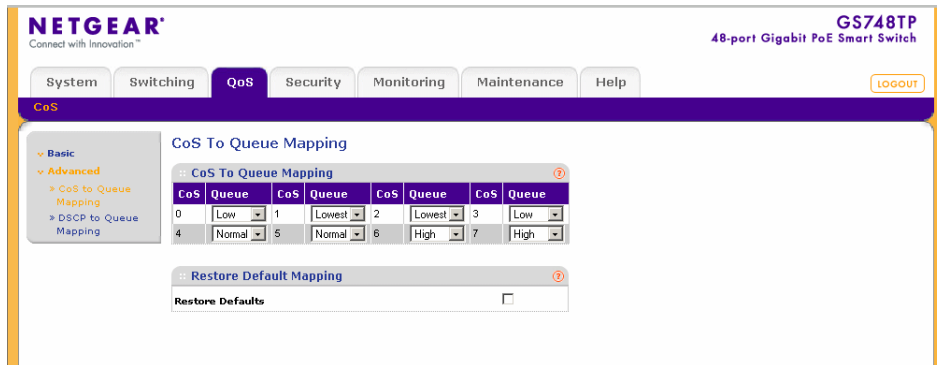 NETGEAR®
Connect with Innovation™
GS748TP
48-port Gigabit PoE Smart Switch
System Switching QoS Security Monitoring Maintenance Help LOGOUT
CoS
Basic
Advanced
» CoS to Queue
Mapping
» DSCP to Queue
Mapping
CoS To Queue Mapping
:: CoS To Queue Mapping ?
CoS Queue CoS Queue CoS Queue CoS Queue
0 Low 1 Lowest 2 Lowest 3 Low
4 Normal 5 Normal 6 High 7 High
:: Restore Default Mapping ?
Restore Defaults